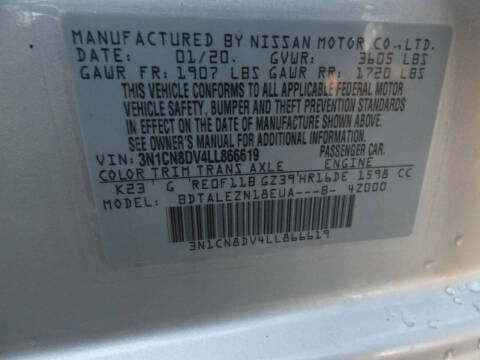 MANUFACTURED BY NISSAN MOTOR CO.,LTD.
DATE: 01/20. GVWR: 3605 LBS
GAWR FR: 1907 LBS GAWR RR: 1720 LBS
THIS VEHICLE CONFORMS TO ALL APPLICABLE FEDERAL MOTOR
VEHICLE SAFETY, BUMPER AND THEFT PREVENTION STANDARDS
IN EFFECT ON THE DATE OF MANUFACTURE SHOWN ABOVE.
SEE OWNER'S MANUAL FOR ADDITIONAL INFO. PASSENGER CAR.
VIN: 3N1CN8DV4LL866619
COLOR TRIM TRANS AXLE ENGINE
K23 G RE0F11B GZ39 HR16DE 1598 CC
MODEL: BDTALEZN18EUA---B- 42000
3N1CN8DV4LL866619